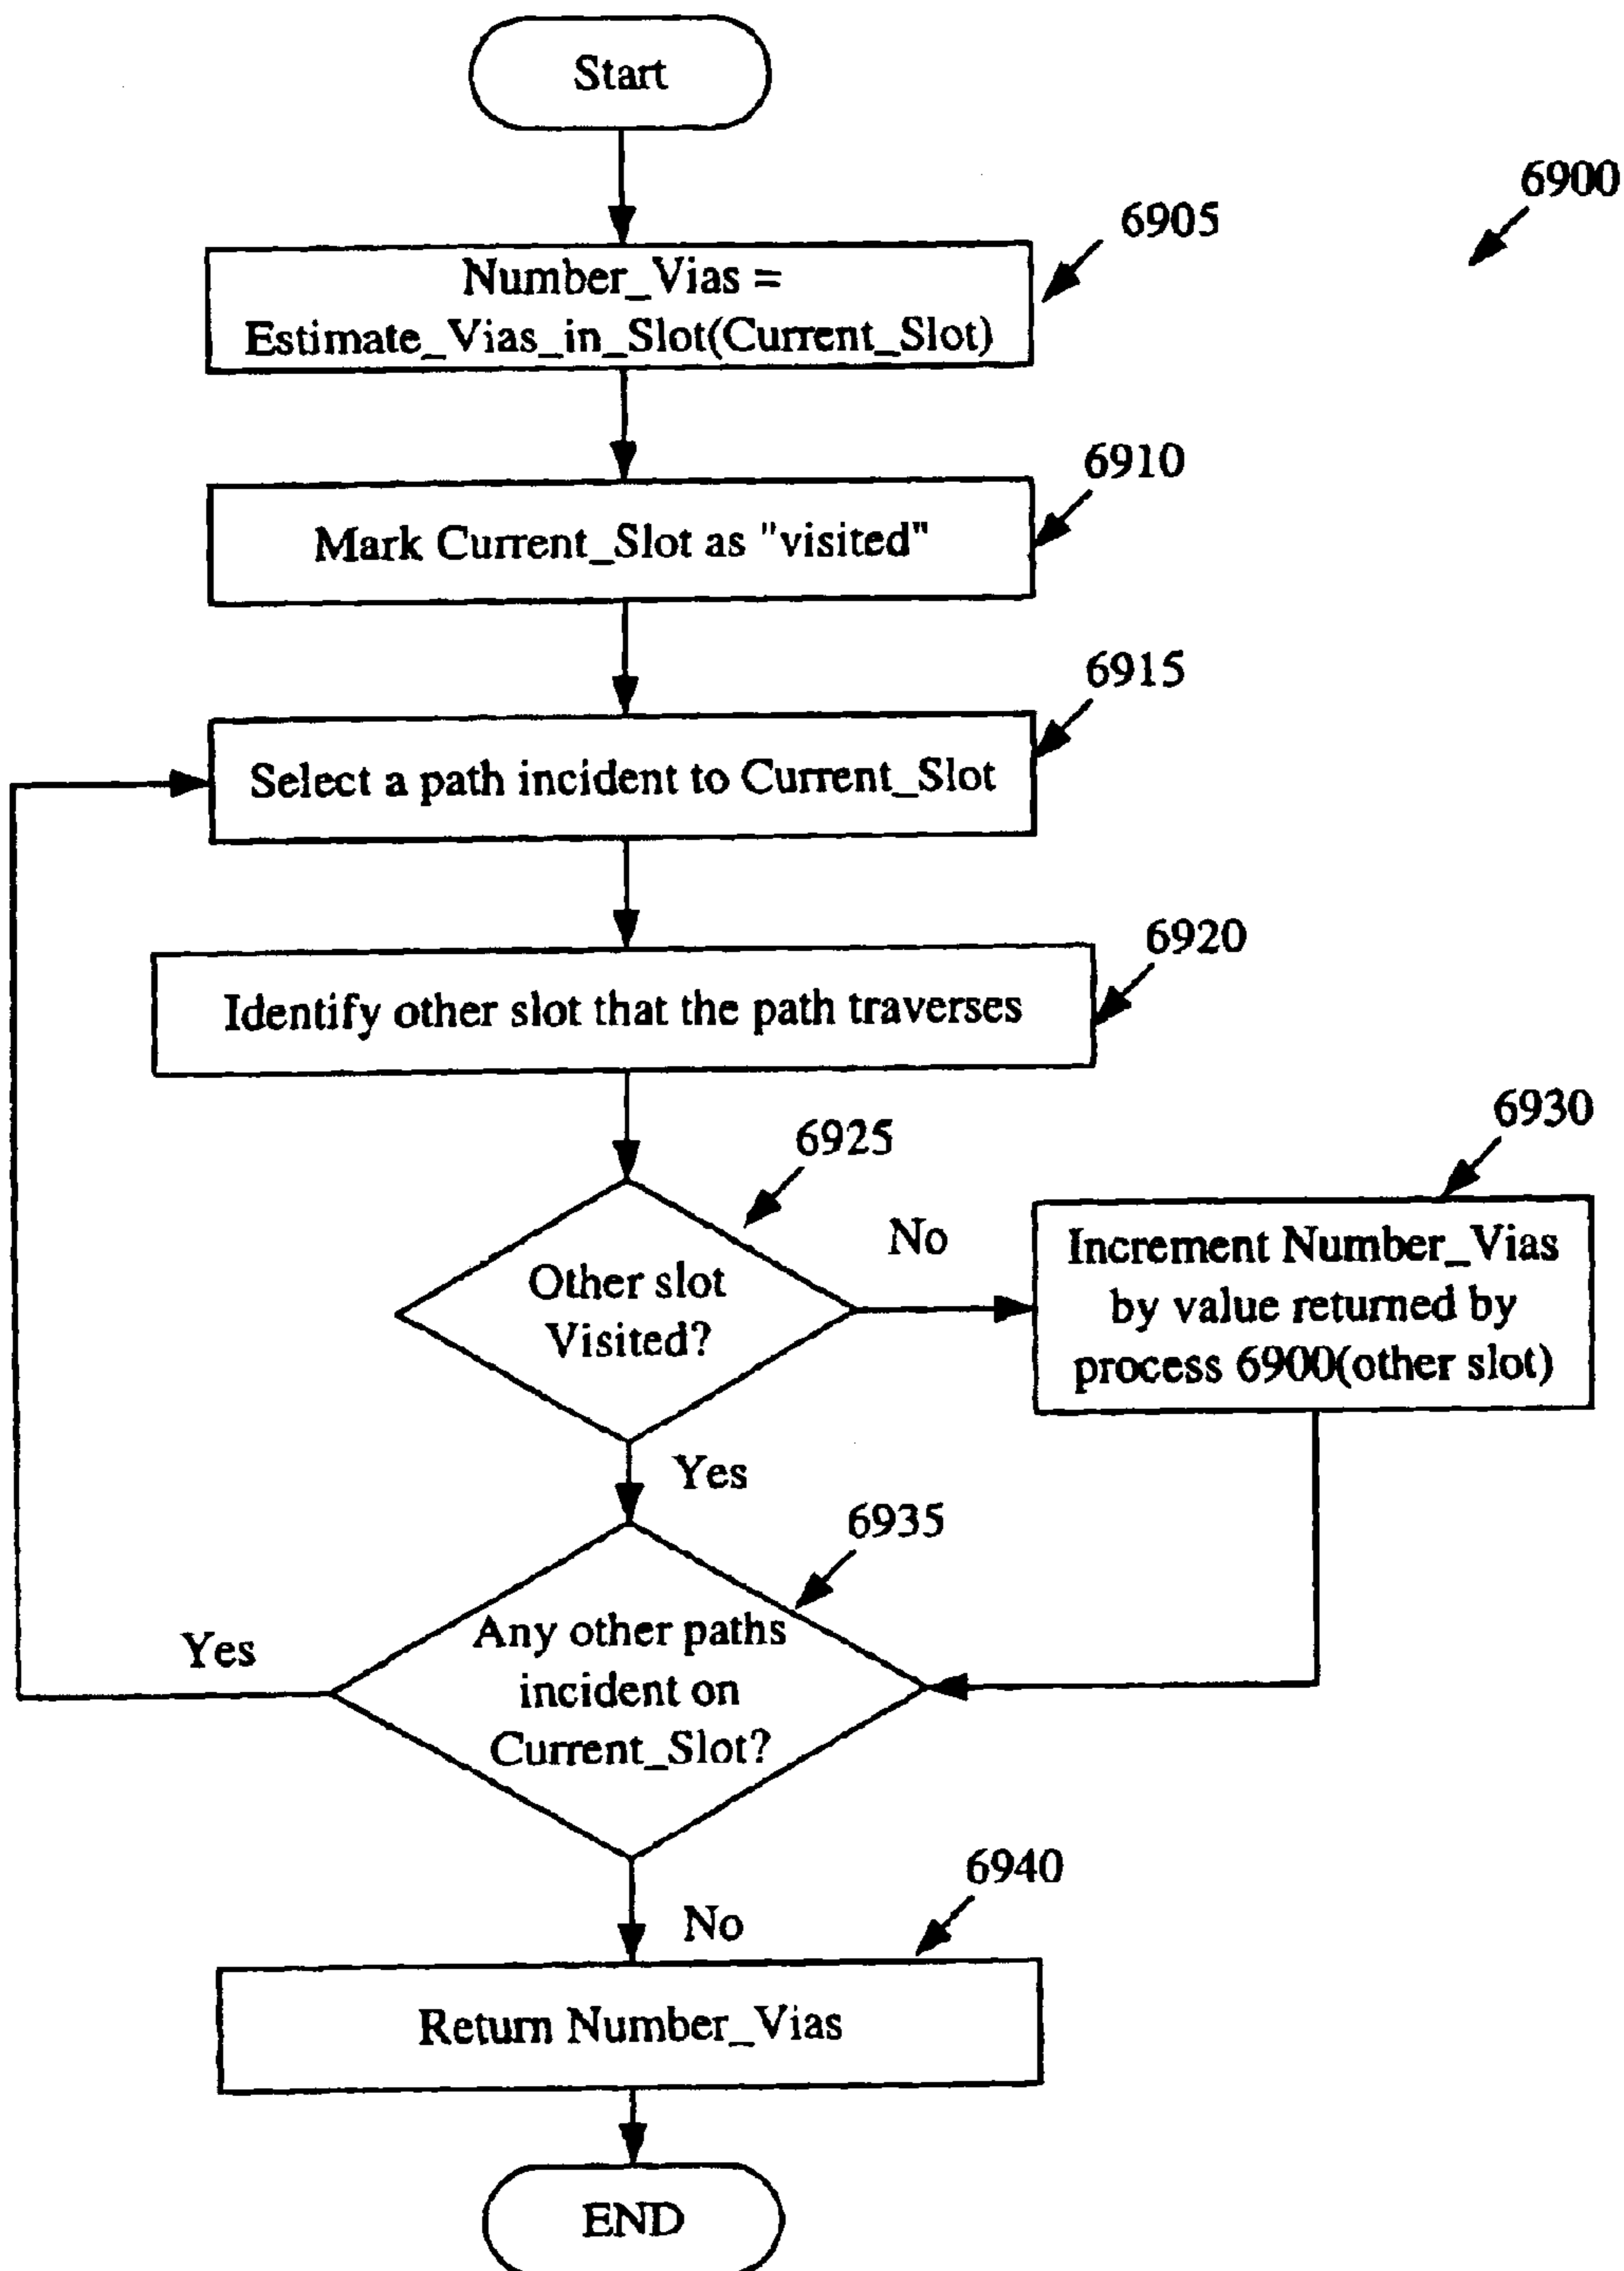 Start
6900
6905
Number_Vias =
Estimate_Vias_in_Slot(Current_Slot)
6910
Mark Current_Slot as "visited"
6915
Select a path incident to Current_Slot
6920
Identify other slot that the path traverses
6925
6930
No
Other slot
Visited?
Increment Number_Vias
by value returned by
process 6900(other slot)
Yes
6935
Yes
Any other paths
incident on
Current_Slot?
6940
No
Return Number_Vias
END